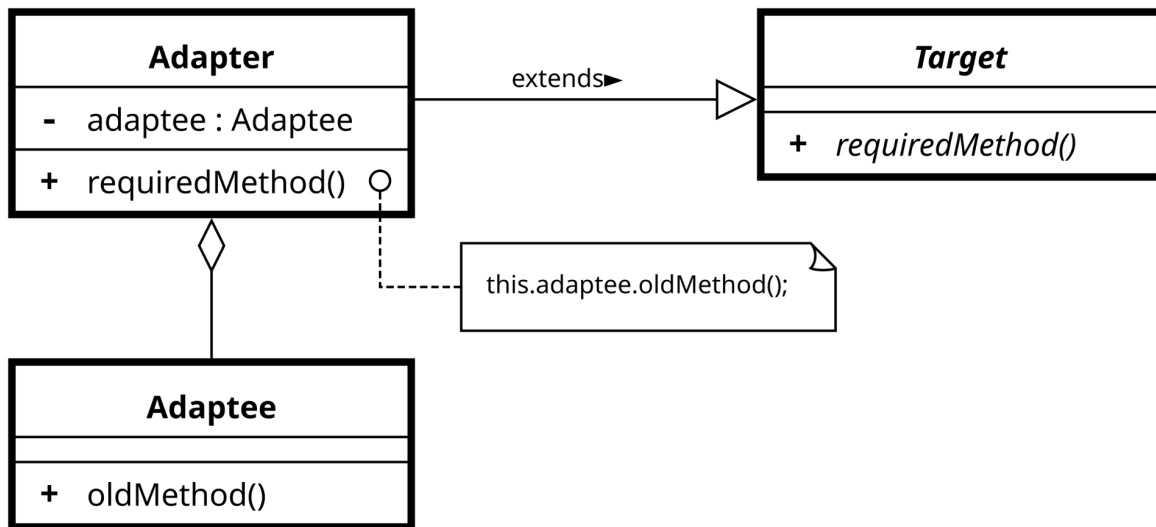 Adapter
- adaptee : Adaptee
+ requiredMethod()
extends►
Target
+ requiredMethod()
this.adaptee.oldMethod();
Adaptee
+ oldMethod()